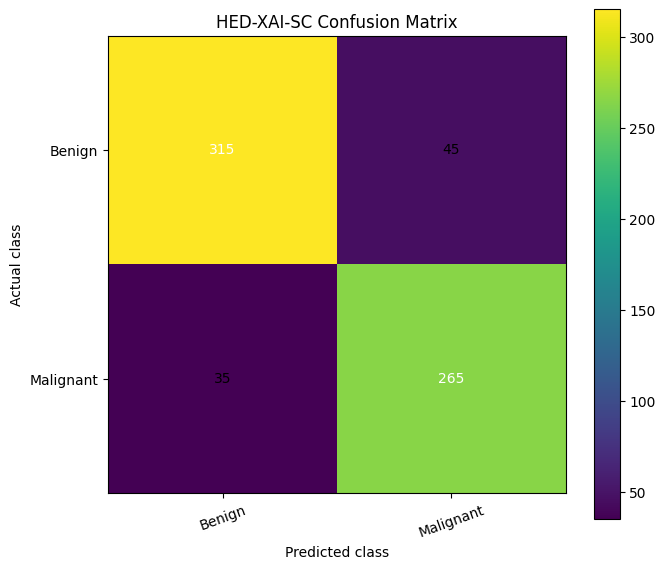 HED-XAI-SC Confusion Matrix
300
Benign
315
45
250
200
Actual class
150
Malignant
35
265
100
50
Benign
Malignant
Predicted class